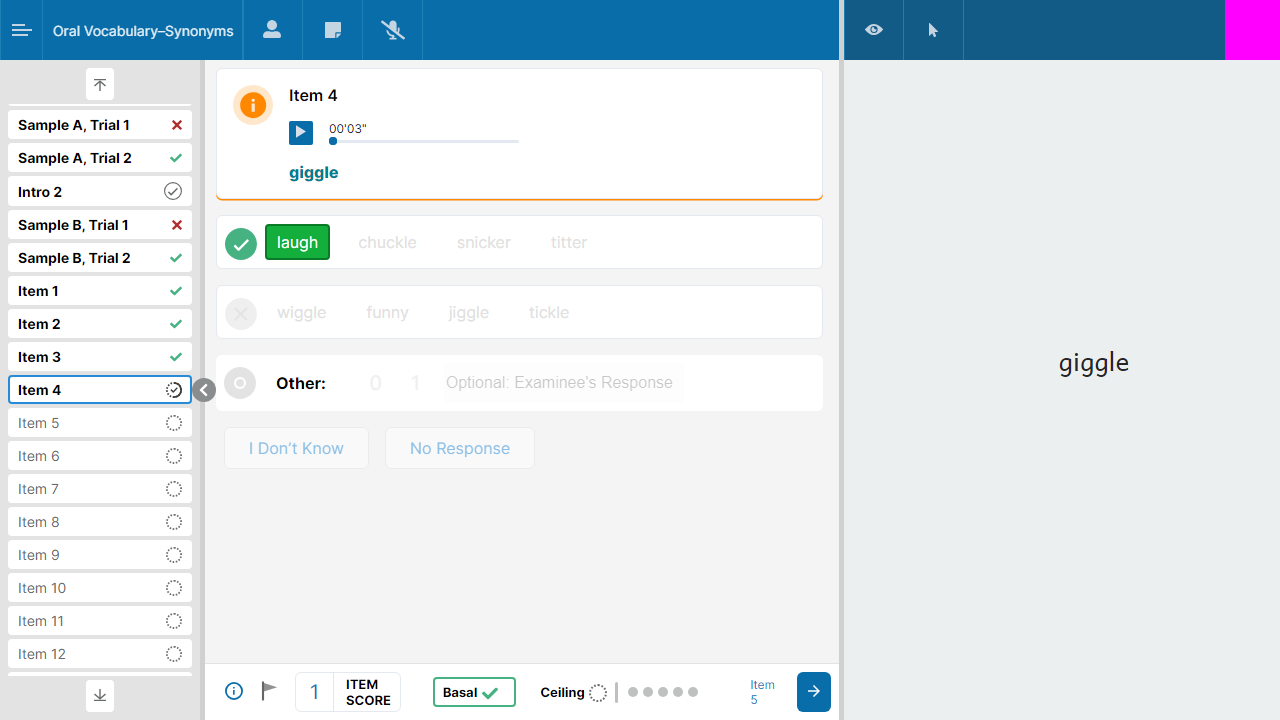 Oral Vocabulary–Synonyms
Sample A, Trial 1
Sample A, Trial 2
Intro 2
Sample B, Trial 1
Sample B, Trial 2
Item 1
Item 2
Item 3
Item 4
Item 5
Item 6
Item 7
Item 8
Item 9
Item 10
Item 11
Item 12
Item 4
00'03"
giggle
laugh chuckle snicker titter
wiggle funny jiggle tickle
Other: 0 1 Optional: Examinee's Response
I Don't Know No Response
1 ITEM SCORE
Basal
Ceiling
Item 5
giggle